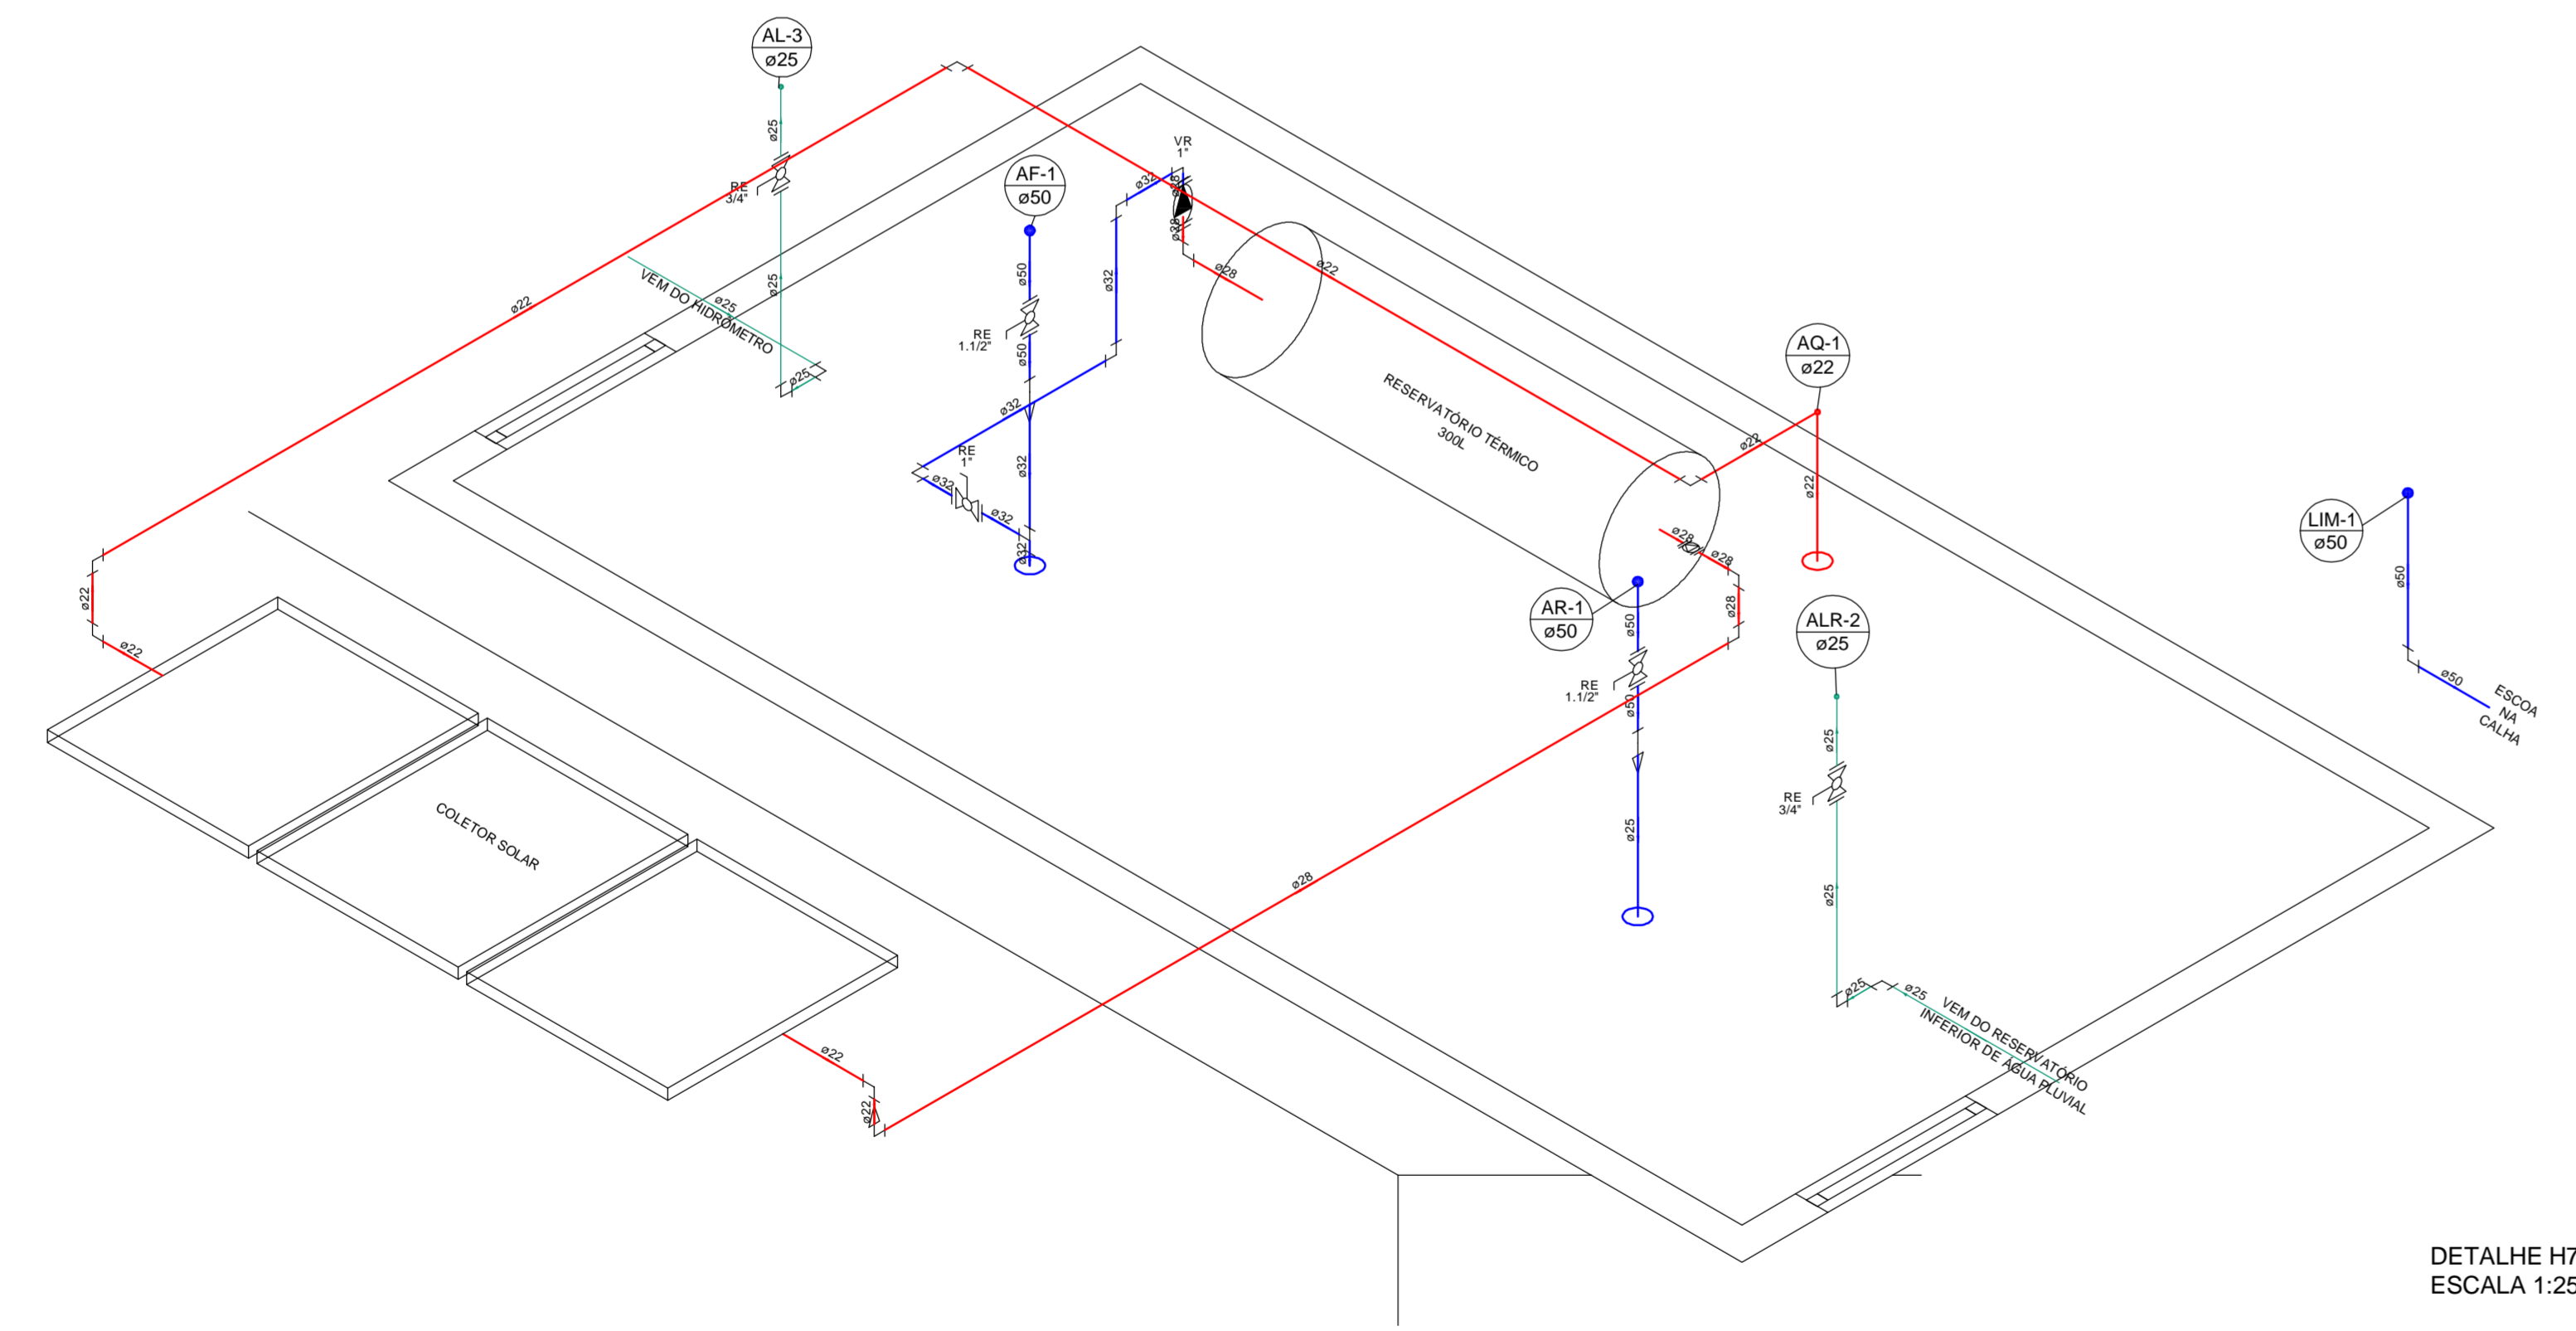 AL-3
ø25
ø25
RE
3/4"
ø25
VEM DO HIDRÔMETRO
ø25
ø25
ø22
ø22
ø22
AF-1
ø50
ø50
RE
1.1/2"
ø50
ø32
ø32
ø32
VR
1"
ø28
ø28
ø28
ø32
RE
1"
ø32
ø32
ø32
ø22
RESERVATÓRIO TÉRMICO
300L
AQ-1
ø22
ø22
ø22
ø28
ø28
ø28
AR-1
ø50
ø50
RE
1.1/2"
ø50
ø25
ALR-2
ø25
ø25
RE
3/4"
ø25
ø25
ø25
VEM DO RESERVATÓRIO
INFERIOR DE ÁGUA PLUVIAL
LIM-1
ø50
ø50
ø50
ESCOA
NA
CALHA
COLETOR SOLAR
ø28
ø22
ø22
DETALHE H7
ESCALA 1:25